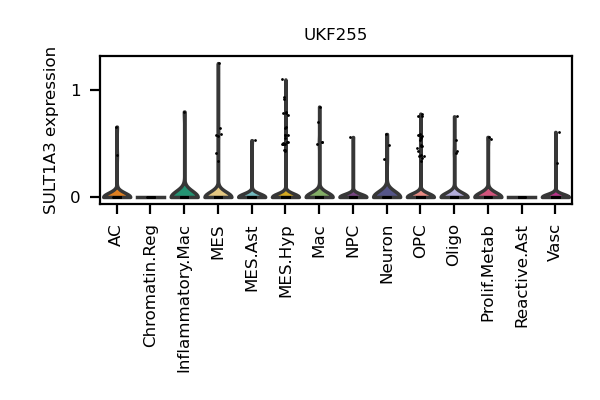 UKF255
SULT1A3 expression
1
0
AC
Chromatin.Reg
Inflammatory.Mac
MES
MES.Ast
MES.Hyp
Mac
NPC
Neuron
OPC
Oligo
Prolif.Metab
Reactive.Ast
Vasc